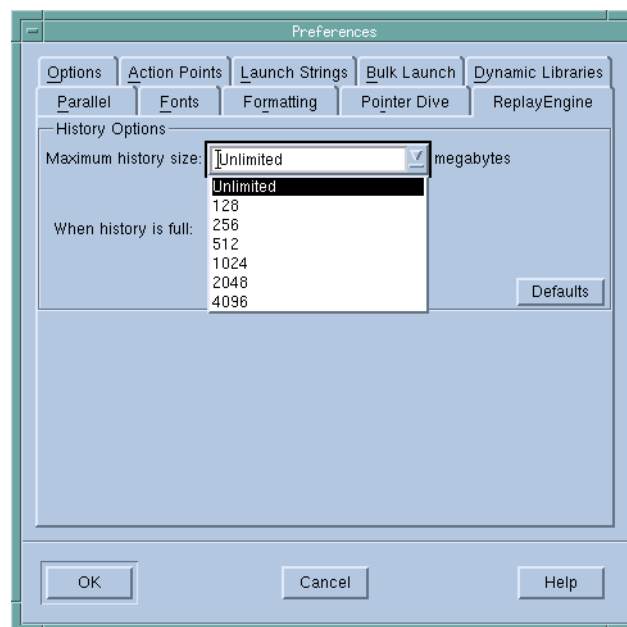 Preferences
Options Action Points Launch Strings Bulk Launch Dynamic Libraries
Parallel Fonts Formatting Pointer Dive ReplayEngine
History Options
Maximum history size: Unlimited megabytes
Unlimited
128
When history is full: 256
512
1024
2048
Defaults
4096
OK Cancel Help